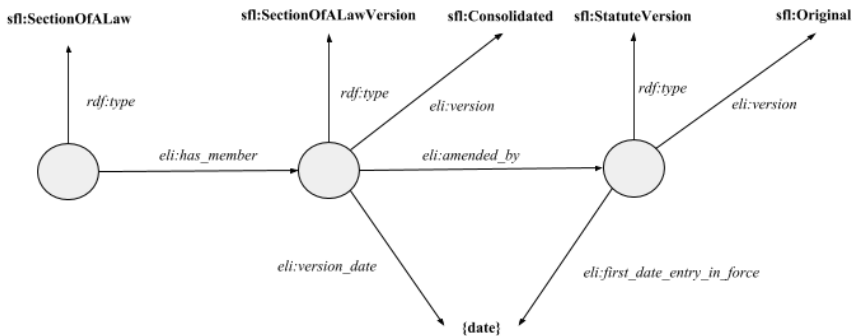 sfl:SectionOfALaw
sfl:SectionOfALawVersion
sfl:Consolidated
sfl:StatuteVersion
sfl:Original
rdf:type
rdf:type
eli:version
rdf:type
eli:version
eli:has_member
eli:amended_by
eli:version_date
eli:first_date_entry_in_force
{date}